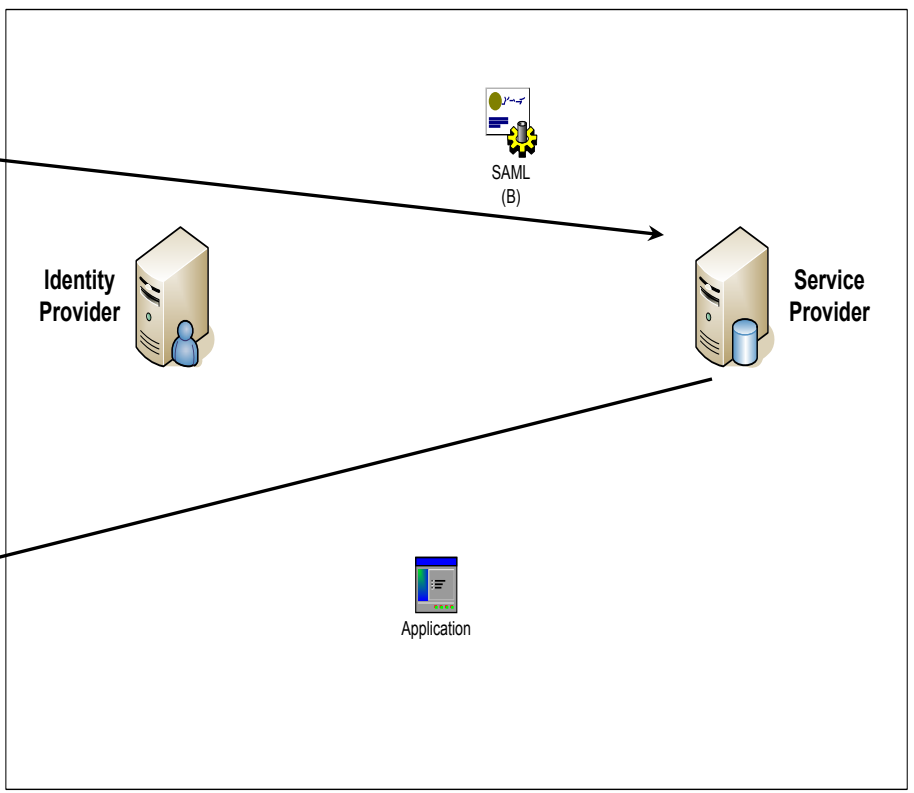 SAML
(B)
Identity
Provider
Service
Provider
Application